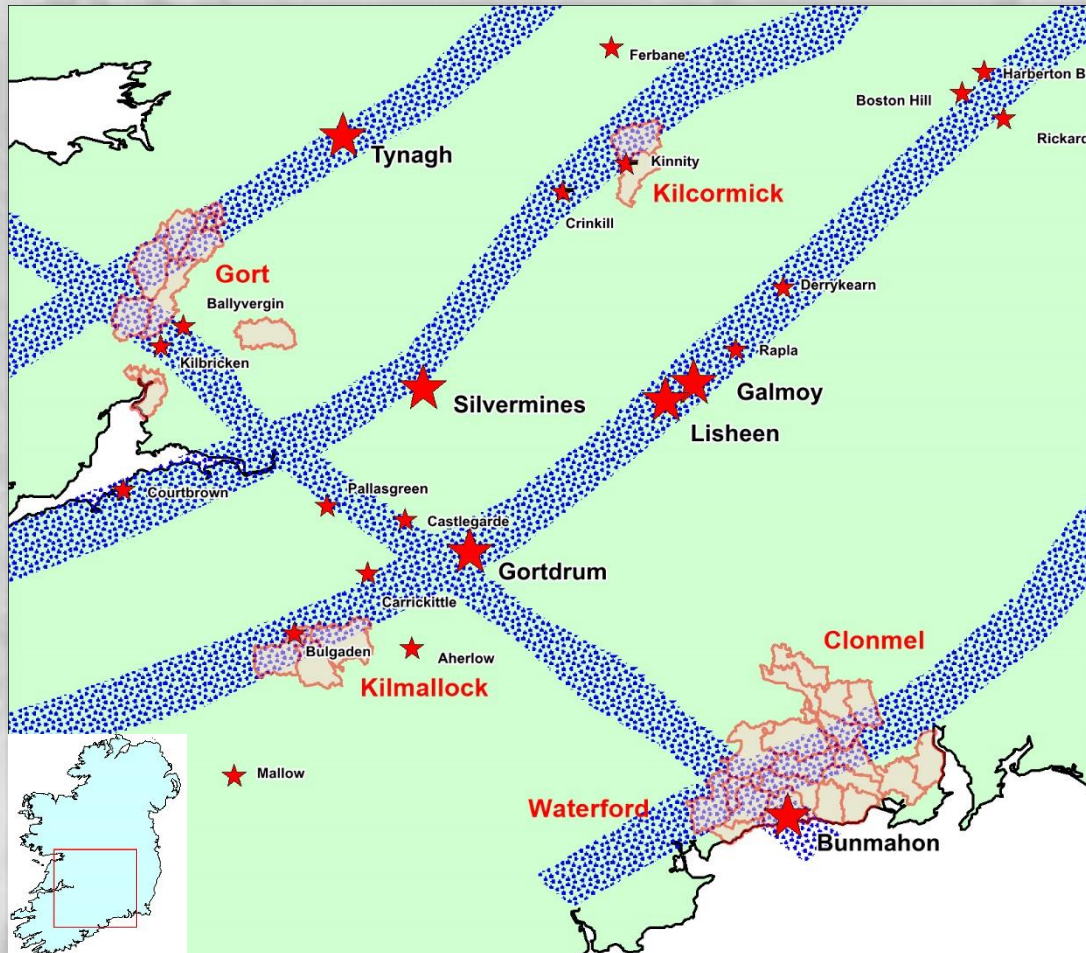 Ferbane
Harberton B
Boston Hill
Rickard
Tynagh
Kinnity
Kilcormick
Crinkill
Gort
Ballyvergin
Derrykearn
Kilbricken
Rapla
Silvermines
Galmoy
Lisheen
Courtbrown
Pallasgreen
Castlegarde
Gortdrum
Carrickittle
Bulgaden
Aherlow
Clonmel
Kilmallock
Mallow
Waterford
Bunmahon